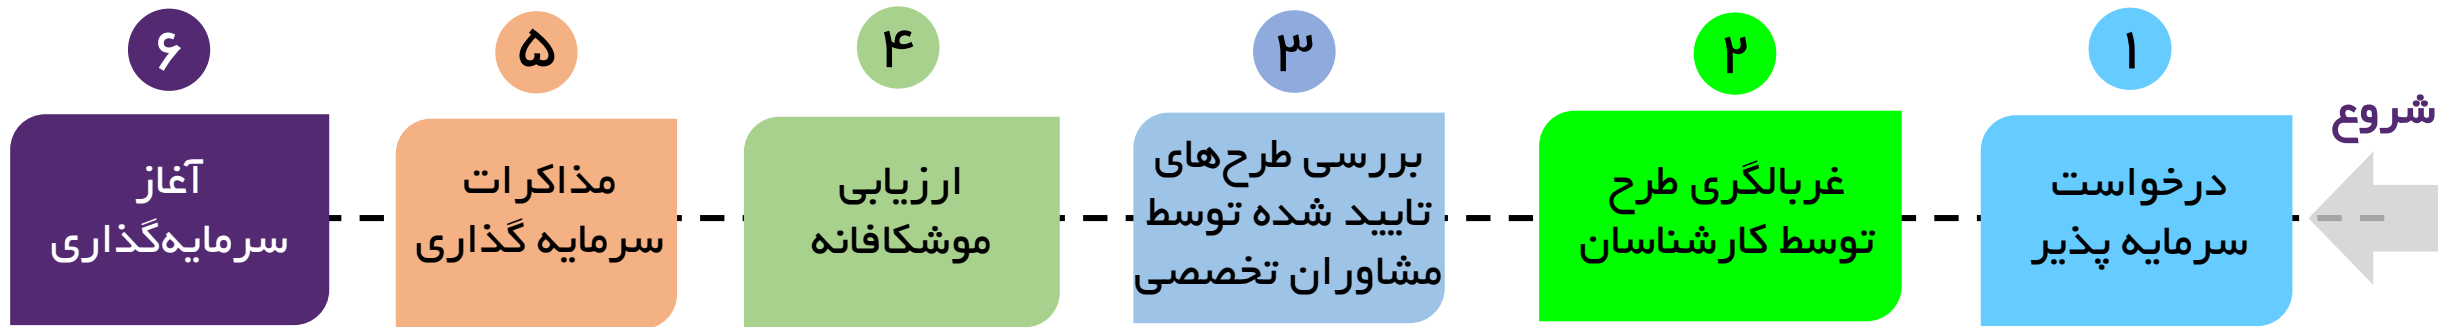 شروع
۱
درخواست
سرمایه پذیر
۲
غربالگری طرح
توسط کارشناسان
۳
بررسی طرح‌های
تایید شده توسط
مشاوران تخصصی
۴
ارزیابی
موشکافانه
۵
مذاکرات
سرمایه گذاری
۶
آغاز
سرمایه‌گذاری